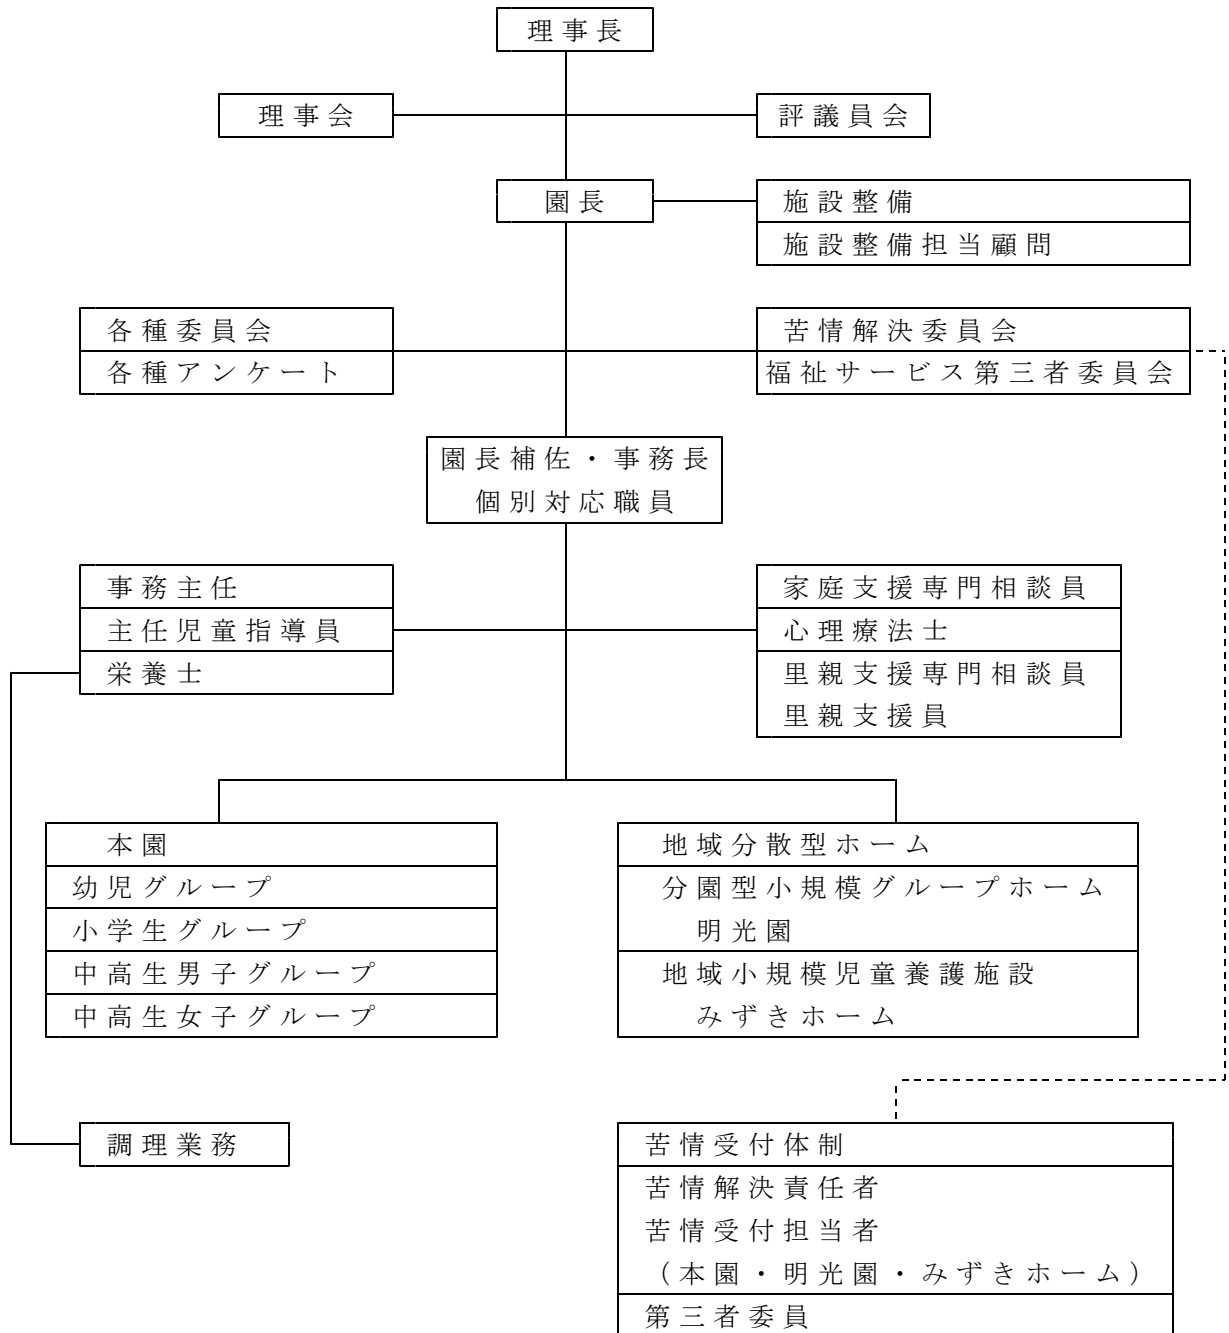 理事長
理事会
評議員会
園長
施設整備
施設整備担当顧問
各種委員会
各種アンケート
苦情解決委員会
福祉サービス第三者委員会
園長補佐・事務長
個別対応職員
事務主任
主任児童指導員
栄養士
家庭支援専門相談員
心理療法士
里親支援専門相談員
里親支援員
本園
幼児グループ
小学生グループ
中高生男子グループ
中高生女子グループ
地域分散型ホーム
分園型小規模グループホーム
明光園
地域小規模児童養護施設
みずきホーム
調理業務
苦情受付体制
苦情解決責任者
苦情受付担当者
（本園・明光園・みずきホーム）
第三者委員